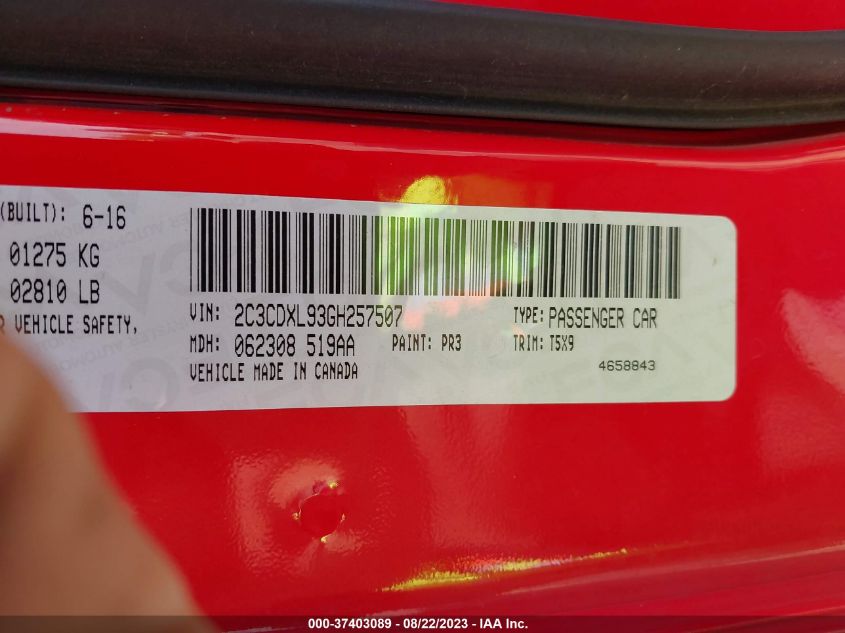 (BUILT): 6-16
01275 KG
02810 LB
R VEHICLE SAFETY,
VIN: 2C3CDXL93GH257507
TYPE: PASSENGER CAR
MDH: 062308 519AA
PAINT: PR3
TRIM: T5X9
VEHICLE MADE IN CANADA
4658843
000-37403089 - 08/22/2023 - IAA Inc.